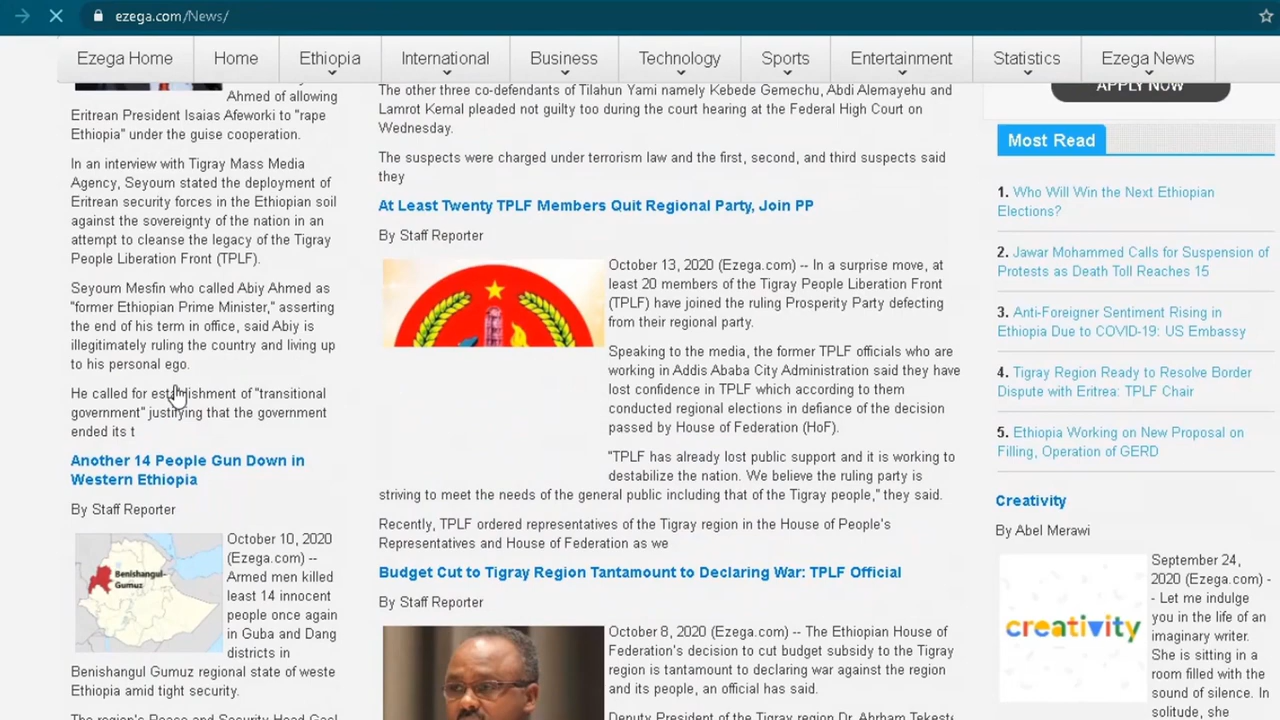 ezega.com/News/
Ezega Home
Home
Ethiopia
International
Business
Technology
Sports
Entertainment
Statistics
Ezega News
Ahmed of allowing
Eritrean President Isaias Afeworki to "rape
Ethiopia" under the guise cooperation.
In an interview with Tigray Mass Media
Agency, Seyoum stated the deployment of
Eritrean security forces in the Ethiopian soil
against the sovereignty of the nation in an
attempt to cleanse the legacy of the Tigray
People Liberation Front (TPLF).
Seyoum Mesfin who called Abiy Ahmed as
"former Ethiopian Prime Minister," asserting
the end of his term in office, said Abiy is
illegitimately ruling the country and living up
to his personal ego.
He called for establishment of "transitional
government" justifying that the government
ended its t
Another 14 People Gun Down in
Western Ethiopia
By Staff Reporter
Benishangul-
Gumuz
October 10, 2020
(Ezega.com) --
Armed men killed
least 14 innocent
people once again
in Guba and Dang
districts in
Benishangul Gumuz regional state of weste
Ethiopia amid tight security.
The region's Peace and Security Head Gasl
The other three co-defendants of Tilahun Yami namely Kebede Gemechu, Abdi Alemayehu and
Lamrot Kemal pleaded not guilty too during the court hearing at the Federal High Court on
Wednesday.
The suspects were charged under terrorism law and the first, second, and third suspects said
they
At Least Twenty TPLF Members Quit Regional Party, Join PP
By Staff Reporter
October 13, 2020 (Ezega.com) -- In a surprise move, at
least 20 members of the Tigray People Liberation Front
(TPLF) have joined the ruling Prosperity Party defecting
from their regional party.
Speaking to the media, the former TPLF officials who are
working in Addis Ababa City Administration said they have
lost confidence in TPLF which according to them
conducted regional elections in defiance of the decision
passed by House of Federation (HoF).
"TPLF has already lost public support and it is working to
destabilize the nation. We believe the ruling party is
striving to meet the needs of the general public including that of the Tigray people," they said.
Recently, TPLF ordered representatives of the Tigray region in the House of People's
Representatives and House of Federation as we
Budget Cut to Tigray Region Tantamount to Declaring War: TPLF Official
By Staff Reporter
October 8, 2020 (Ezega.com) -- The Ethiopian House of
Federation's decision to cut budget subsidy to the Tigray
region is tantamount to declaring war against the region
and its people, an official has said.
Deputy President of the Tigray region Dr. Abrham Tekeste
APPLY NOW
Most Read
1. Who Will Win the Next Ethiopian
Elections?
2. Jawar Mohammed Calls for Suspension of
Protests as Death Toll Reaches 15
3. Anti-Foreigner Sentiment Rising in
Ethiopia Due to COVID-19: US Embassy
4. Tigray Region Ready to Resolve Border
Dispute with Eritrea: TPLF Chair
5. Ethiopia Working on New Proposal on
Filling, Operation of GERD
Creativity
By Abel Merawi
creativity
September 24,
2020 (Ezega.com) -
- Let me indulge
you in the life of an
imaginary writer.
She is sitting in a
room filled with the
sound of silence. In
solitude, she